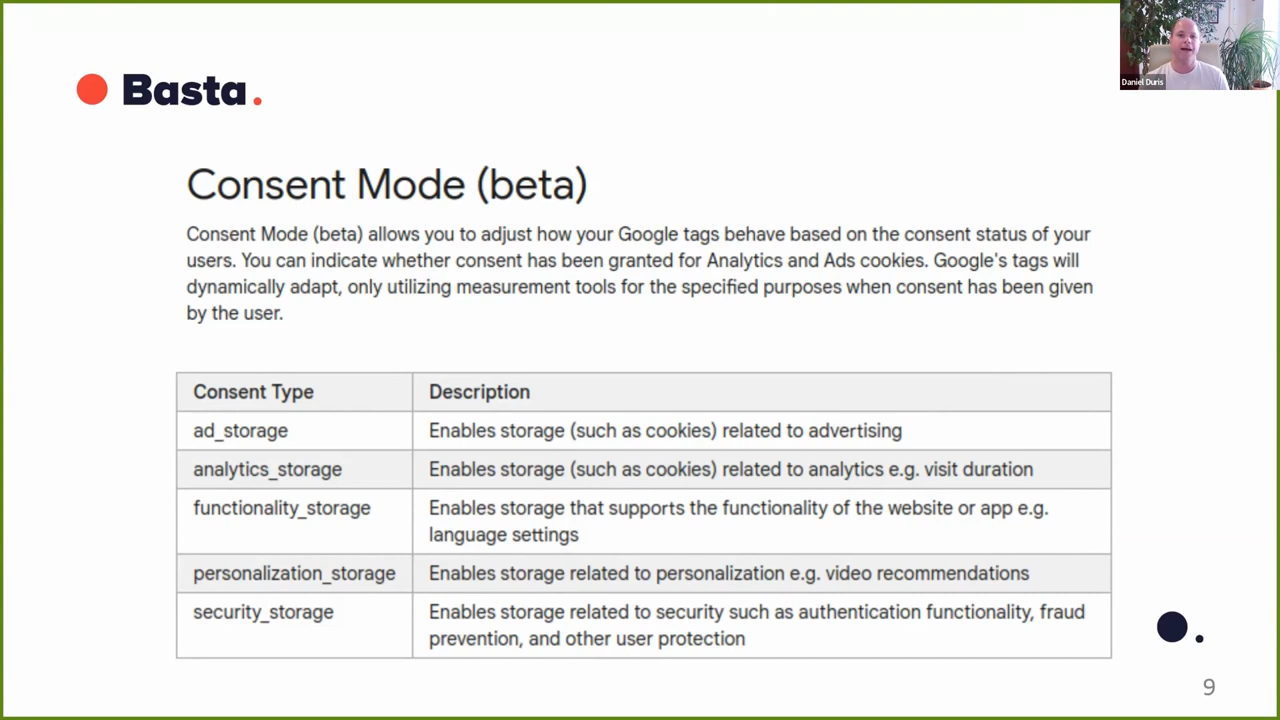 Daniel Duris
Basta.
Consent Mode (beta)
Consent Mode (beta) allows you to adjust how your Google tags behave based on the consent status of your
users. You can indicate whether consent has been granted for Analytics and Ads cookies. Google's tags will
dynamically adapt, only utilizing measurement tools for the specified purposes when consent has been given
by the user.
Consent Type Description
ad_storage Enables storage (such as cookies) related to advertising
analytics_storage Enables storage (such as cookies) related to analytics e.g. visit duration
functionality_storage Enables storage that supports the functionality of the website or app e.g.
language settings
personalization_storage Enables storage related to personalization e.g. video recommendations
security_storage Enables storage related to security such as authentication functionality, fraud
prevention, and other user protection
9